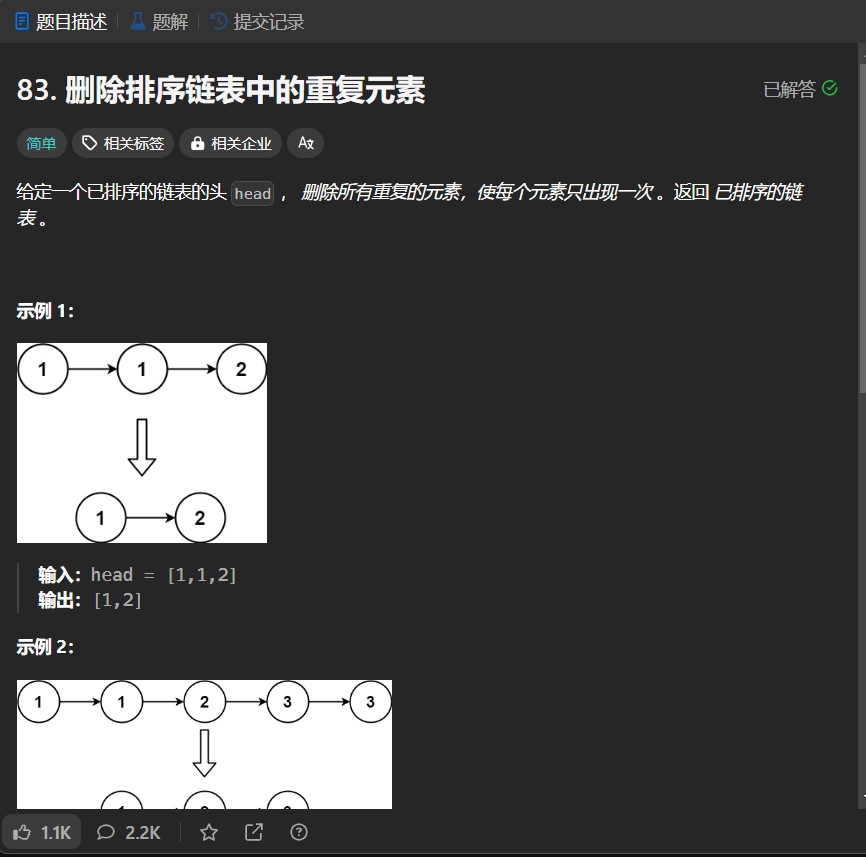 题目描述 题解 提交记录
83. 删除排序链表中的重复元素 已解答
简单 相关标签 相关企业
给定一个已排序的链表的头 head ， 删除所有重复的元素，使每个元素只出现一次 。返回 已排序的链
表 。
示例 1：
1 1 2
1 2
输入：head = [1,1,2]
输出：[1,2]
示例 2：
1 1 2 3 3
1.1K 2.2K